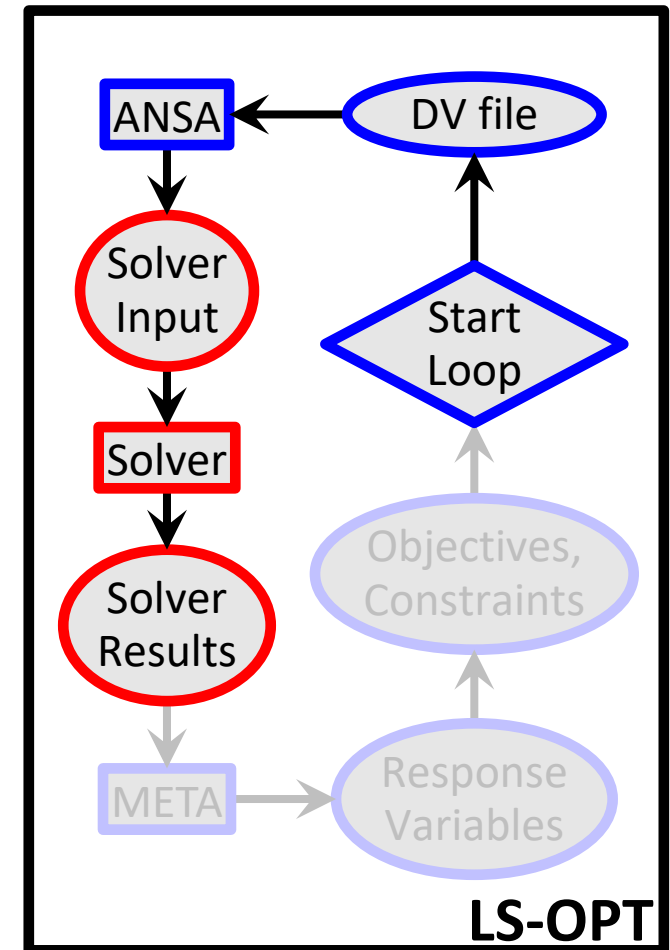 ANSA
DV file
Solver
Input
Start
Loop
Solver
Objectives,
Constraints
Solver
Results
META
Response
Variables
LS-OPT